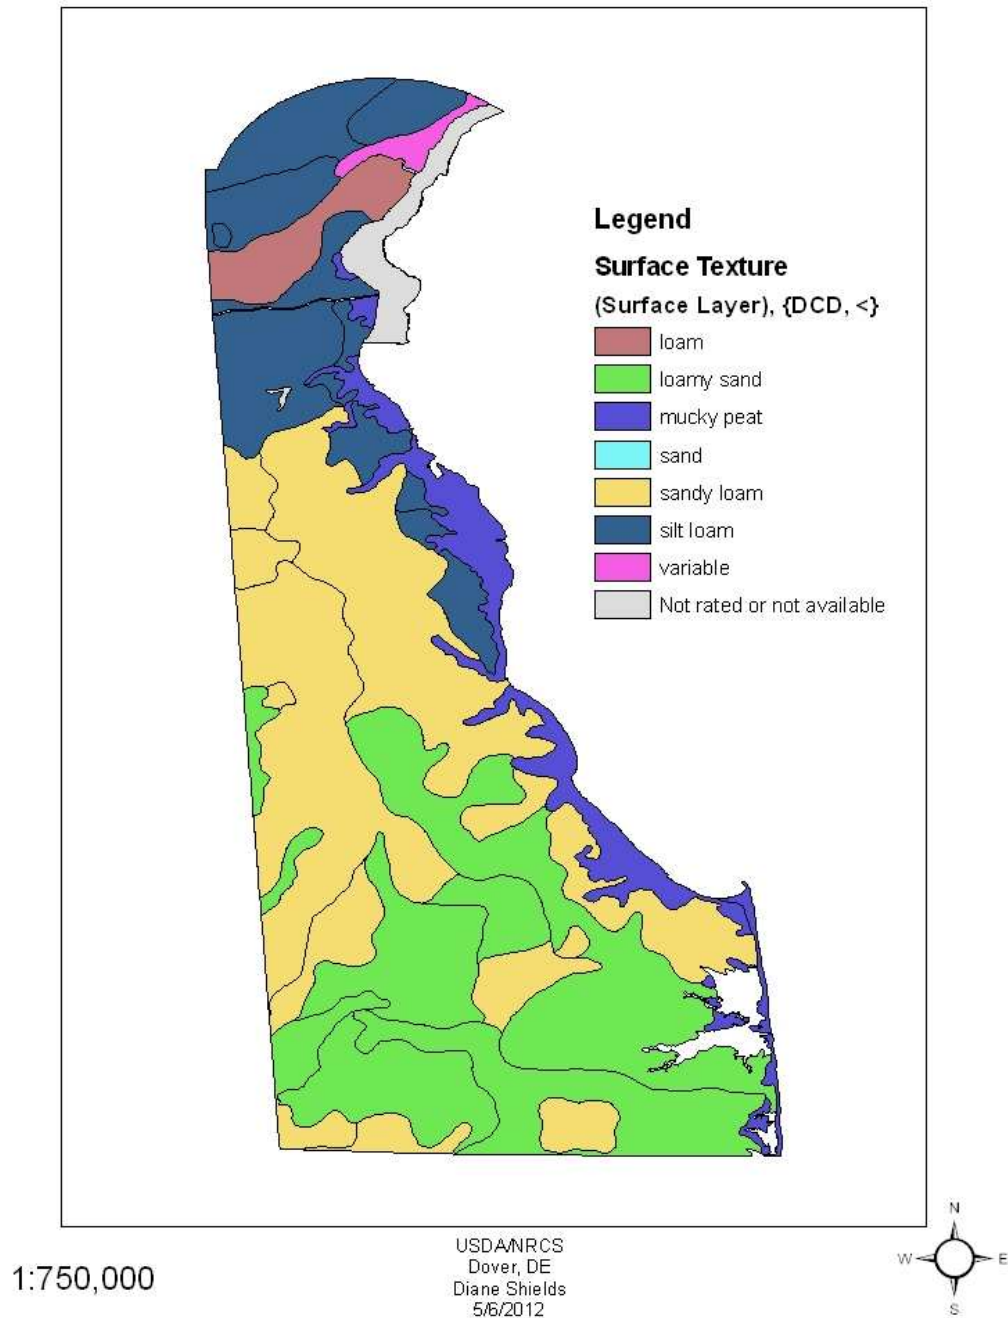 Legend
Surface Texture
(Surface Layer), {DCD, <}
loam
loamy sand
mucky peat
sand
sandy loam
silt loam
variable
Not rated or not available
1:750,000
USDA/NRCS
Dover, DE
Diane Shields
5/6/2012
N
W E
S